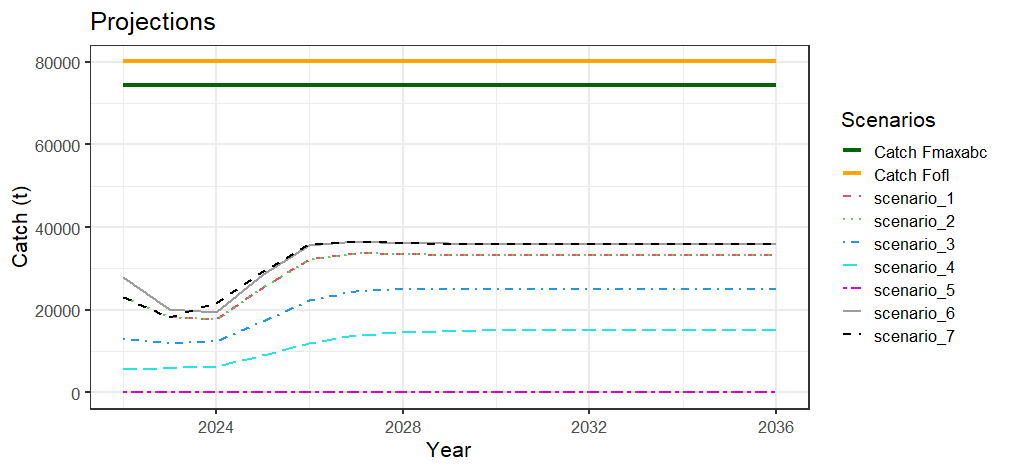 Projections
80000
60000
40000
20000
0
Catch (t)
2024
2028
2032
2036
Year
Scenarios
Catch Fmaxabc
Catch Fofl
scenario_1
scenario_2
scenario_3
scenario_4
scenario_5
scenario_6
scenario_7